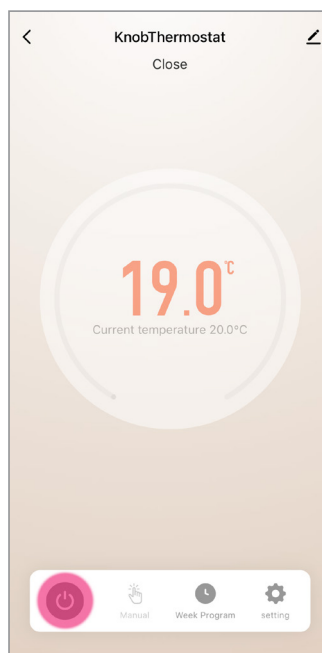 KnobThermostat
Close
19.0℃
Current temperature 20.0°C
Manual
Week Program
setting